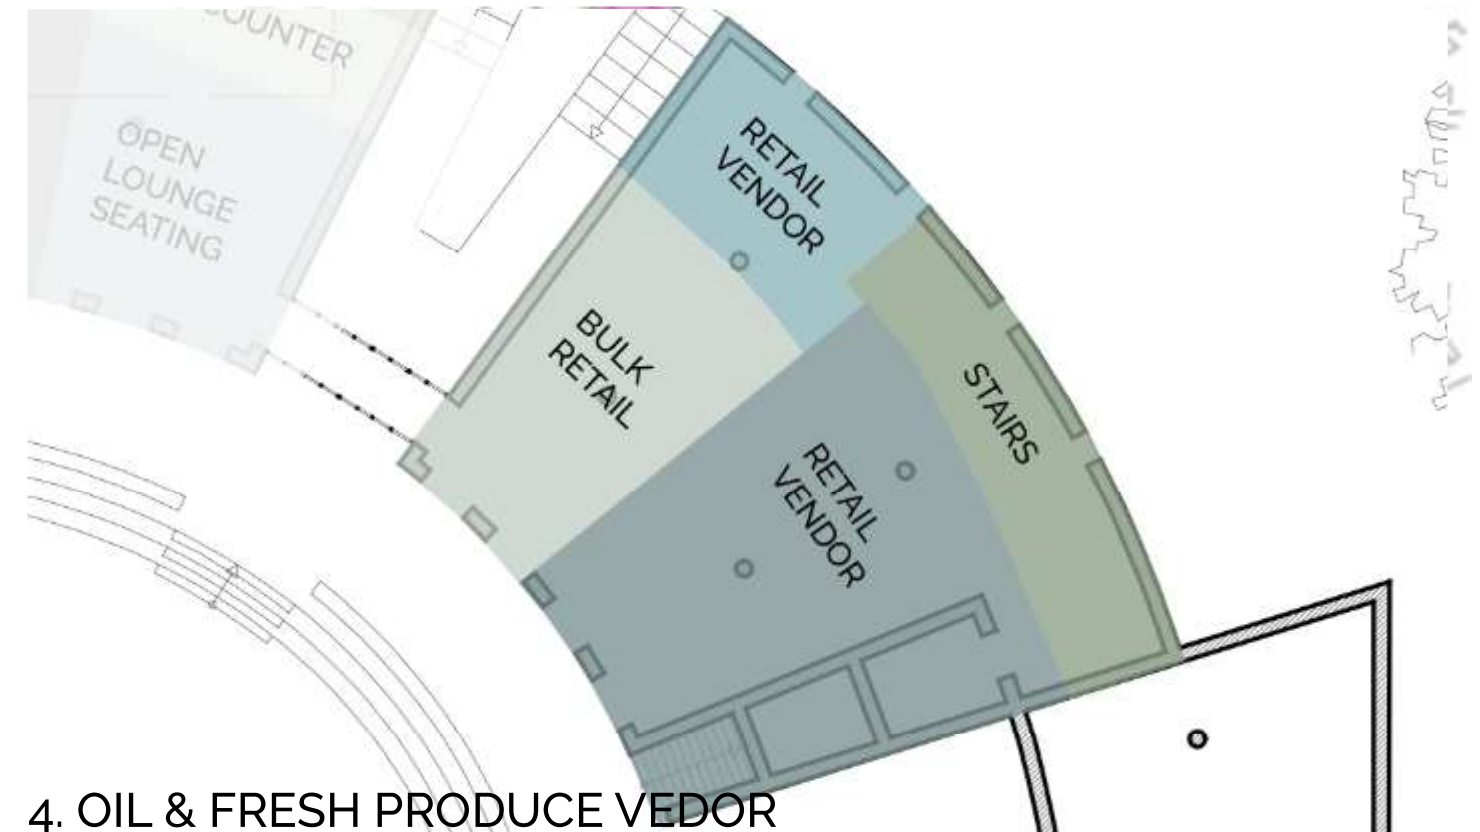 COUNTER
OPEN
LOUNGE
SEATING
RETAIL
VENDOR
BULK
RETAIL
STAIRS
RETAIL
VENDOR
4. OIL & FRESH PRODUCE VEDOR